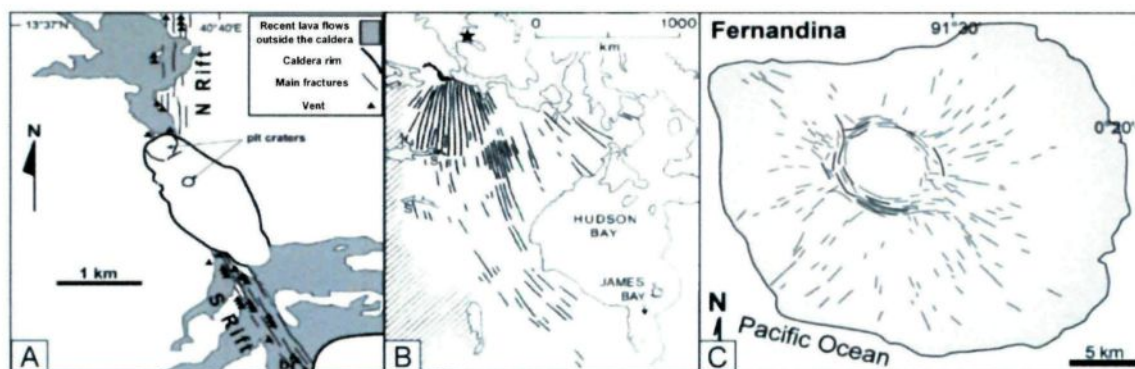 13°37'N
40°40'E
Recent lava flows
outside the caldera
Caldera rim
Main fractures
Vent
N Rift
pit craters
N
1 km
S Rift
A
0
1000
km
HUDSON
BAY
JAMES
BAY
B
Fernandina
91°30'
0°20'
N
Pacific Ocean
5 km
C